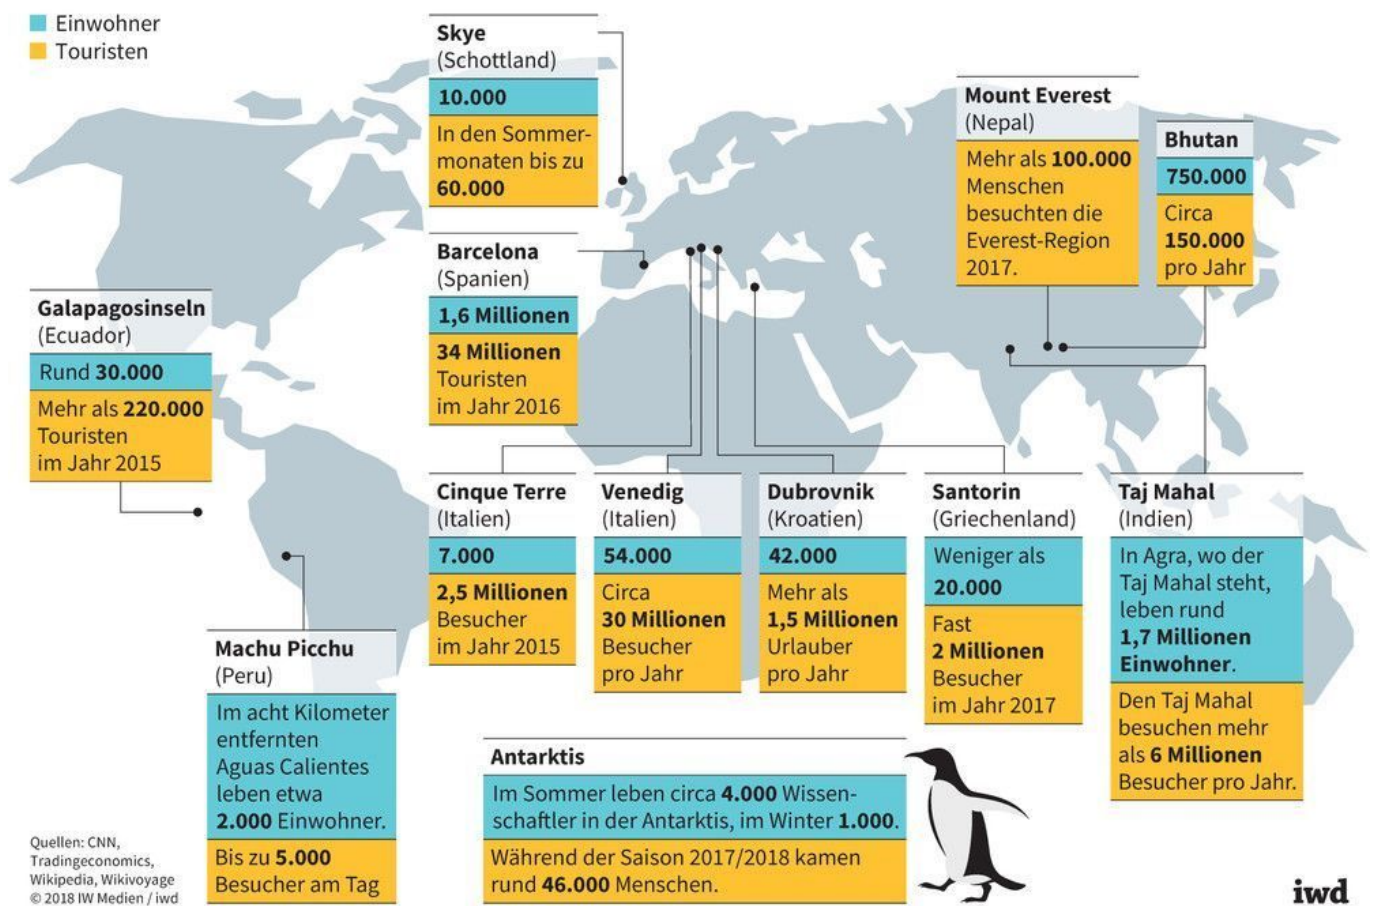 Einwohner
Touristen
Skye
(Schottland)
10.000
In den Sommer-
monaten bis zu
60.000
Mount Everest
(Nepal)
Mehr als 100.000
Menschen
besuchten die
Everest-Region
2017.
Bhutan
750.000
Circa
150.000
pro Jahr
Barcelona
(Spanien)
1,6 Millionen
34 Millionen
Touristen
im Jahr 2016
Galapagosinseln
(Ecuador)
Rund 30.000
Mehr als 220.000
Touristen
im Jahr 2015
Cinque Terre
(Italien)
7.000
2,5 Millionen
Besucher
im Jahr 2015
Venedig
(Italien)
54.000
Circa
30 Millionen
Besucher
pro Jahr
Dubrovnik
(Kroatien)
42.000
Mehr als
1,5 Millionen
Urlauber
pro Jahr
Santorin
(Griechenland)
Weniger als
20.000
Fast
2 Millionen
Besucher
im Jahr 2017
Taj Mahal
(Indien)
In Agra, wo der
Taj Mahal steht,
leben rund
1,7 Millionen
Einwohner.
Den Taj Mahal
besuchen mehr
als 6 Millionen
Besucher pro Jahr.
Machu Picchu
(Peru)
Im acht Kilometer
entfernten
Aguas Calientes
leben etwa
2.000 Einwohner.
Bis zu 5.000
Besucher am Tag
Antarktis
Im Sommer leben circa 4.000 Wissen-
schaftler in der Antarktis, im Winter 1.000.
Während der Saison 2017/2018 kamen
rund 46.000 Menschen.
Quellen: CNN,
Tradingeconomics,
Wikipedia, Wikivoyage
© 2018 IW Medien / iwd
iwd